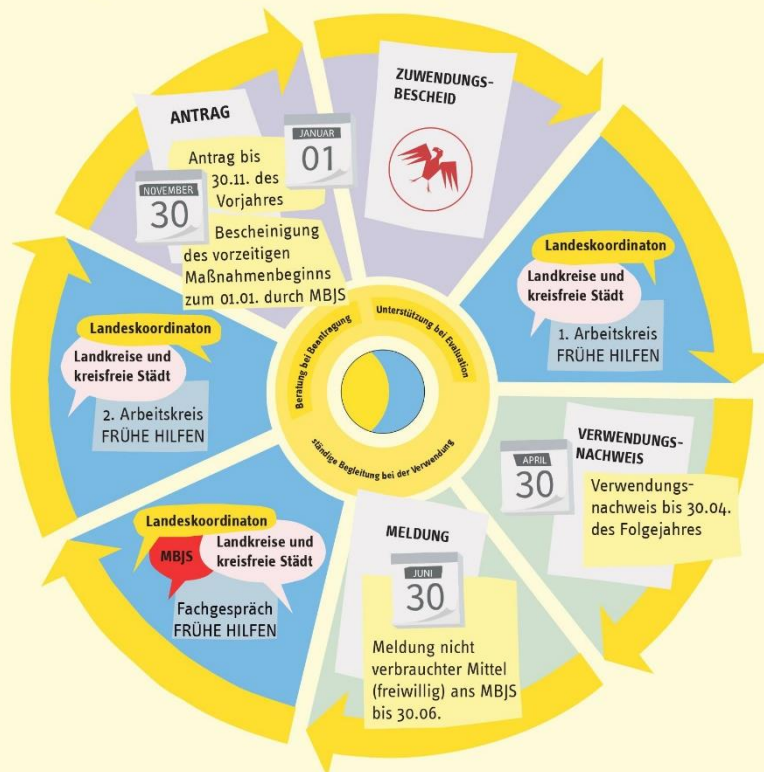 ANTRAG
NOVEMBER
30
JANUAR
01
Antrag bis
30.11. des
Vorjahres
Bescheinigung
des vorzeitigen
Maßnahmenbeginns
zum 01.01. durch MBJS
ZUWENDUNGS-
BESCHEID
Landeskoordinaton
Landkreise und
kreisfreie Städt
1. Arbeitskreis
FRÜHE HILFEN
VERWENDUNGS-
NACHWEIS
APRIL
30
Verwendungs-
nachweis bis 30.04.
des Folgejahres
MELDUNG
JUNI
30
Meldung nicht
verbrauchter Mittel
(freiwillig) ans MBJS
bis 30.06.
Landeskoordinaton
MBJS
Landkreise und
kreisfreie Städt
Fachgespräch
FRÜHE HILFEN
Landeskoordinaton
Landkreise und
kreisfreie Städt
2. Arbeitskreis
FRÜHE HILFEN
Beratung bei Beantragung
Unterstützung bei Evaluation
ständige Begleitung bei der Verwendung